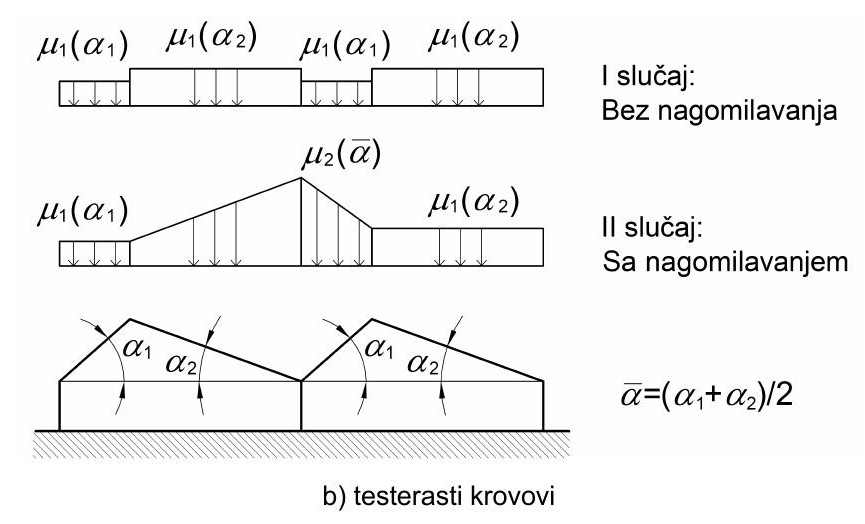 μ₁(α₁) μ₁(α₂) μ₁(α₁) μ₁(α₂)
I slučaj:
Bez nagomilavanja
μ₂(α̅)
μ₁(α₁) μ₁(α₂)
II slučaj:
Sa nagomilavanjem
α₁ α₂ α₁ α₂
α̅=(α₁+α₂)/2
b) testerasti krovovi